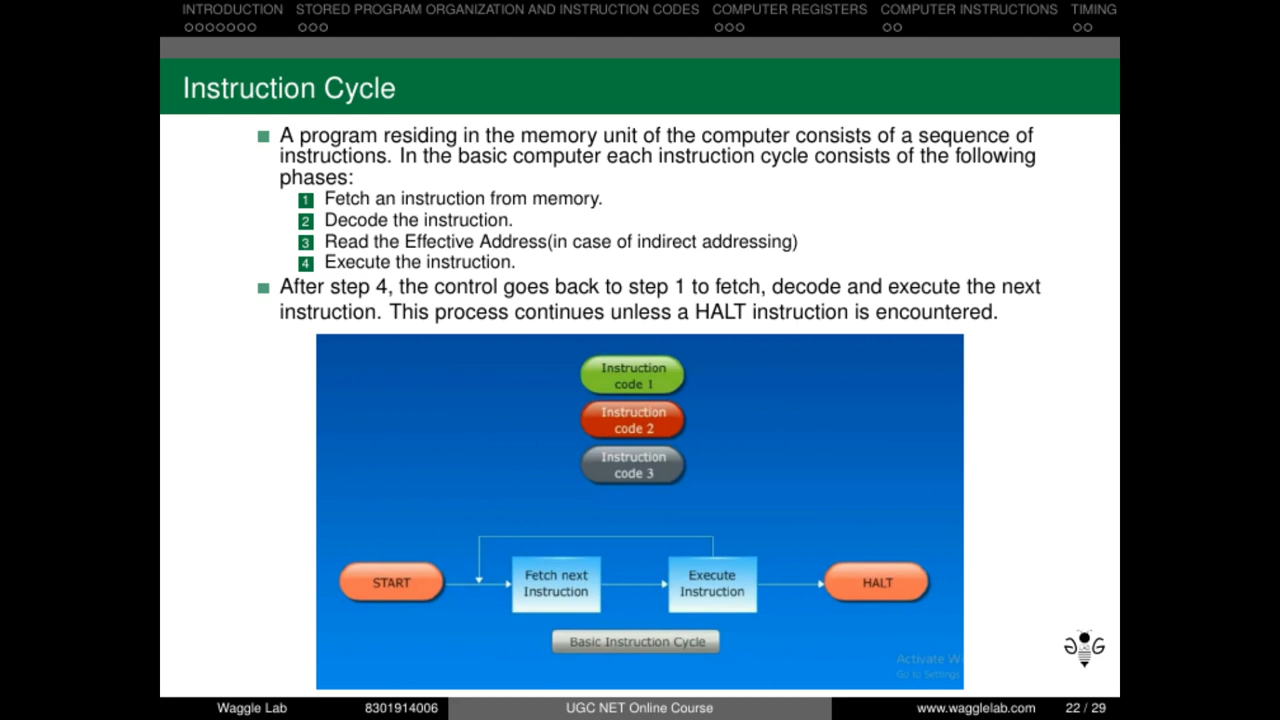 INTRODUCTION STORED PROGRAM ORGANIZATION AND INSTRUCTION CODES COMPUTER REGISTERS COMPUTER INSTRUCTIONS TIMING
Instruction Cycle
A program residing in the memory unit of the computer consists of a sequence of
instructions. In the basic computer each instruction cycle consists of the following
phases:
1 Fetch an instruction from memory.
2 Decode the instruction.
3 Read the Effective Address(in case of indirect addressing)
4 Execute the instruction.
After step 4, the control goes back to step 1 to fetch, decode and execute the next
instruction. This process continues unless a HALT instruction is encountered.
Instruction
code 1
Instruction
code 2
Instruction
code 3
START
Fetch next
Instruction
Execute
Instruction
HALT
Basic Instruction Cycle
Activate W
Go to Settings
Waggle Lab 8301914006 UGC NET Online Course www.wagglelab.com 22 / 29